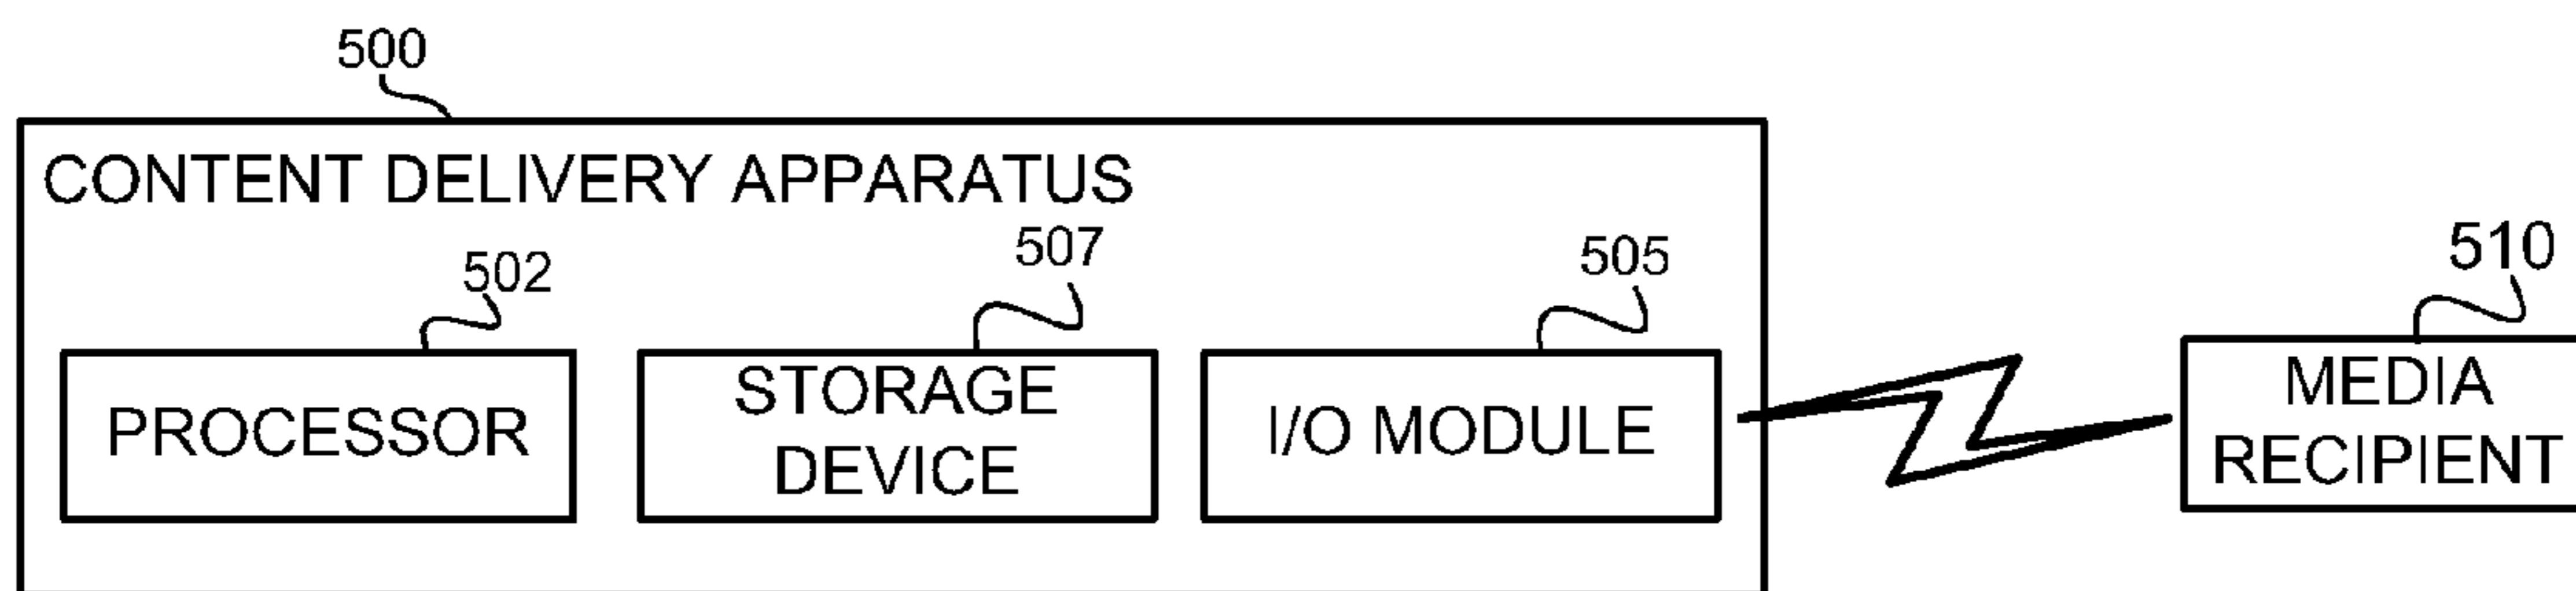 500
CONTENT DELIVERY APPARATUS
502
507
505
510
PROCESSOR
STORAGE
DEVICE
I/O MODULE
MEDIA
RECIPIENT